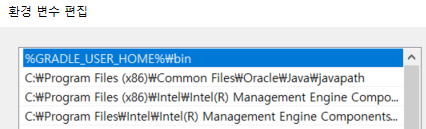 환경 변수 편집
%GRADLE_USER_HOME%₩bin
C:₩Program Files (x86)₩Common Files₩Oracle₩Java₩javapath
C:₩Program Files (x86)₩Intel₩Intel(R) Management Engine Compo...
C:₩Program Files₩Intel₩Intel(R) Management Engine Components...